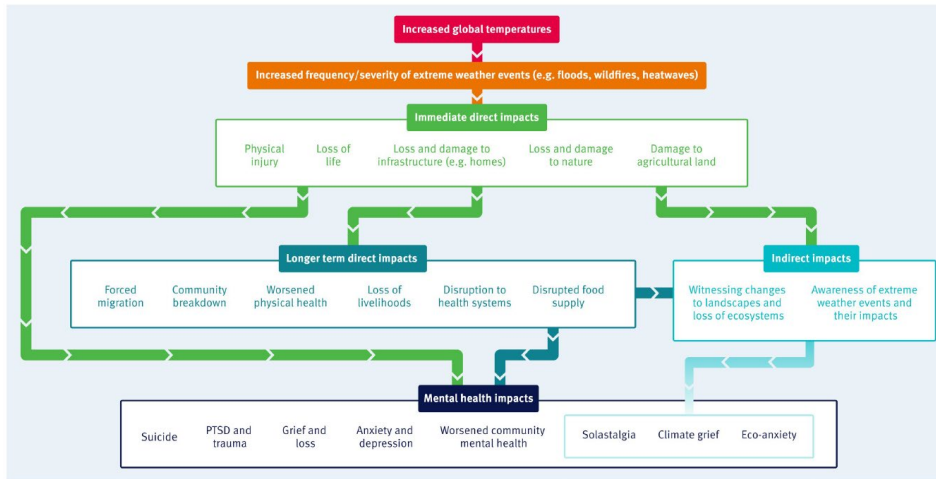 Increased global temperatures
Increased frequency/severity of extreme weather events (e.g. floods, wildfires, heatwaves)
Immediate direct impacts
Physical
injury
Loss of
life
Loss and damage to
infrastructure (e.g. homes)
Loss and damage
to nature
Damage to
agricultural land
Longer term direct impacts
Forced
migration
Community
breakdown
Worsened
physical health
Loss of
livelihoods
Disruption to
health systems
Disrupted food
supply
Indirect impacts
Witnessing changes
to landscapes and
loss of ecosystems
Awareness of extreme
weather events and
their impacts
Mental health impacts
Suicide
PTSD and
trauma
Grief and
loss
Anxiety and
depression
Worsened community
mental health
Solastalgia
Climate grief
Eco-anxiety